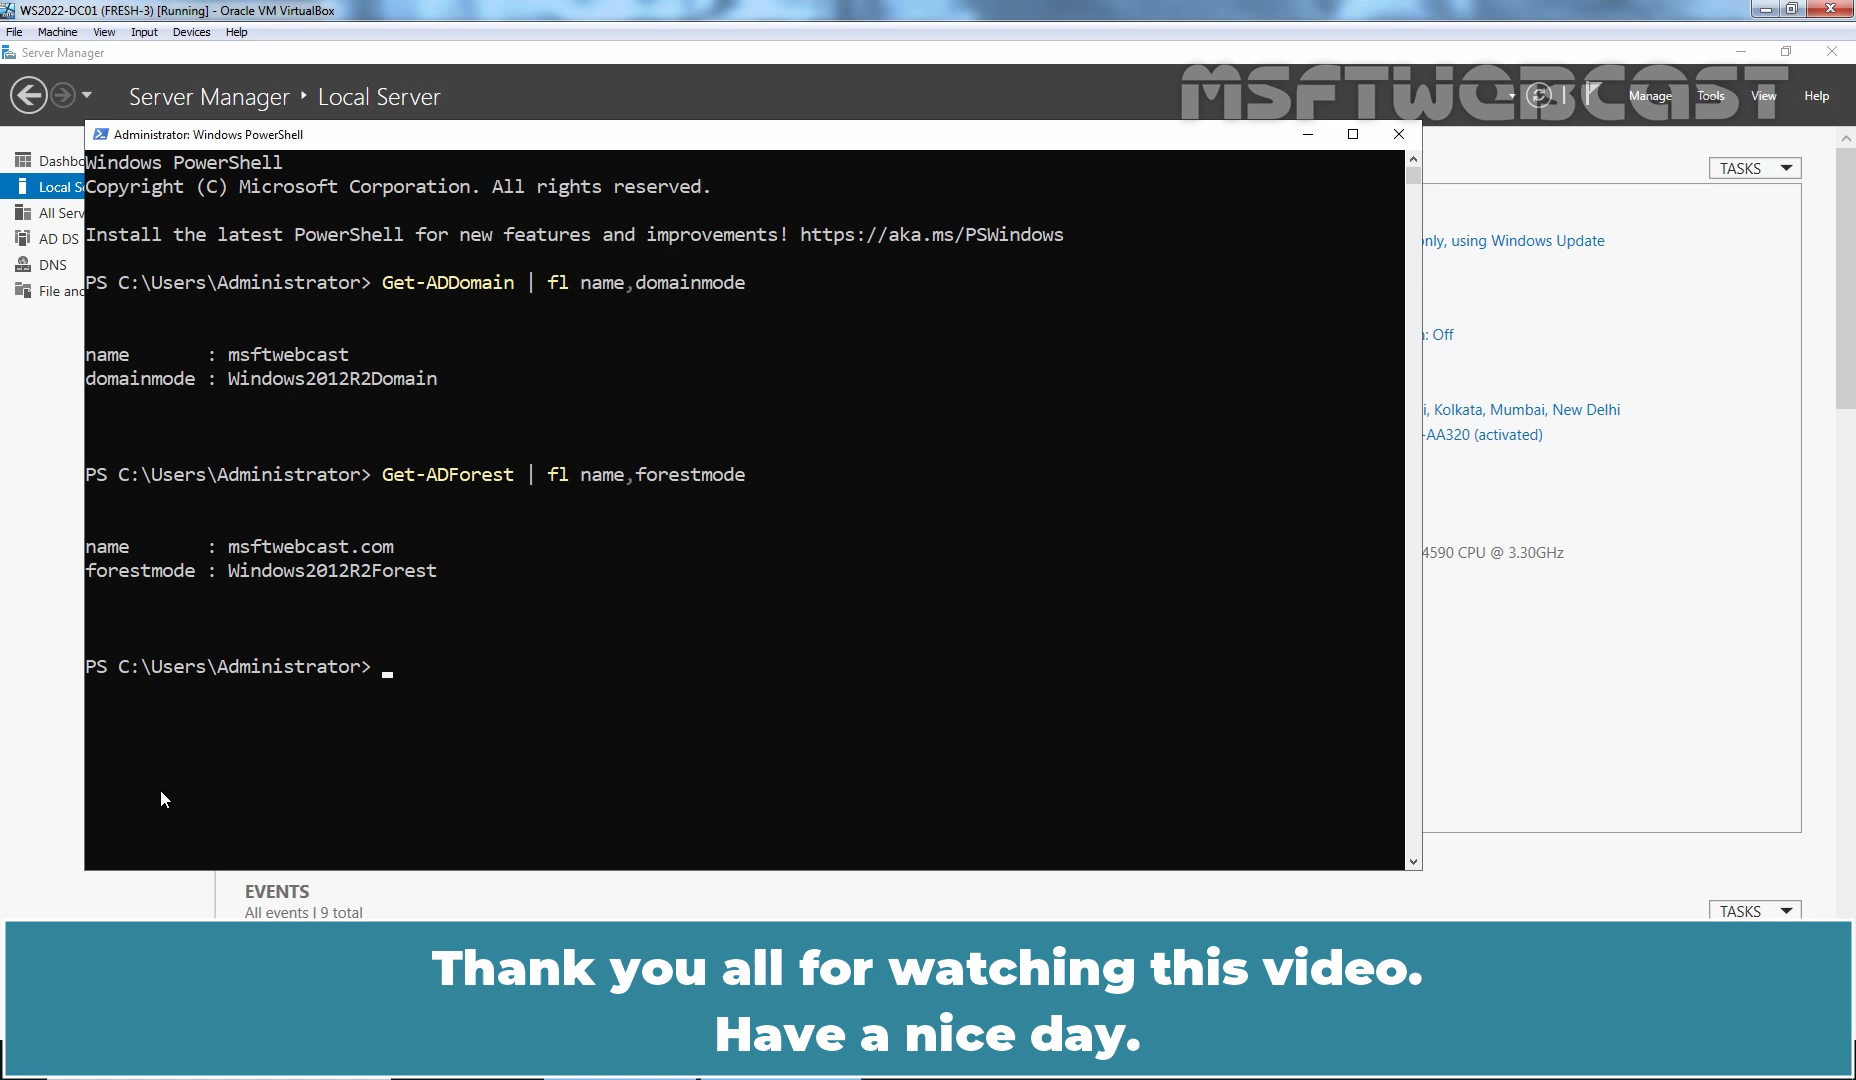 WS2022-DC01 (FRESH-3) [Running] - Oracle VM VirtualBox
File Machine View Input Devices Help
Server Manager
Server Manager ‣ Local Server
MSFTWEBCAST
Manage Tools View Help
Administrator: Windows PowerShell
Dashbo
Local Se
All Serv
AD DS
DNS
File and
TASKS
Windows PowerShell
Copyright (C) Microsoft Corporation. All rights reserved.
Install the latest PowerShell for new features and improvements! https://aka.ms/PSWindows
PS C:\Users\Administrator> Get-ADDomain | fl name,domainmode
name       : msftwebcast
domainmode : Windows2012R2Domain
PS C:\Users\Administrator> Get-ADForest | fl name,forestmode
name       : msftwebcast.com
forestmode : Windows2012R2Forest
PS C:\Users\Administrator>
only, using Windows Update
: Off
i, Kolkata, Mumbai, New Delhi
-AA320 (activated)
4590 CPU @ 3.30GHz
EVENTS
All events | 9 total
TASKS
Thank you all for watching this video.
Have a nice day.